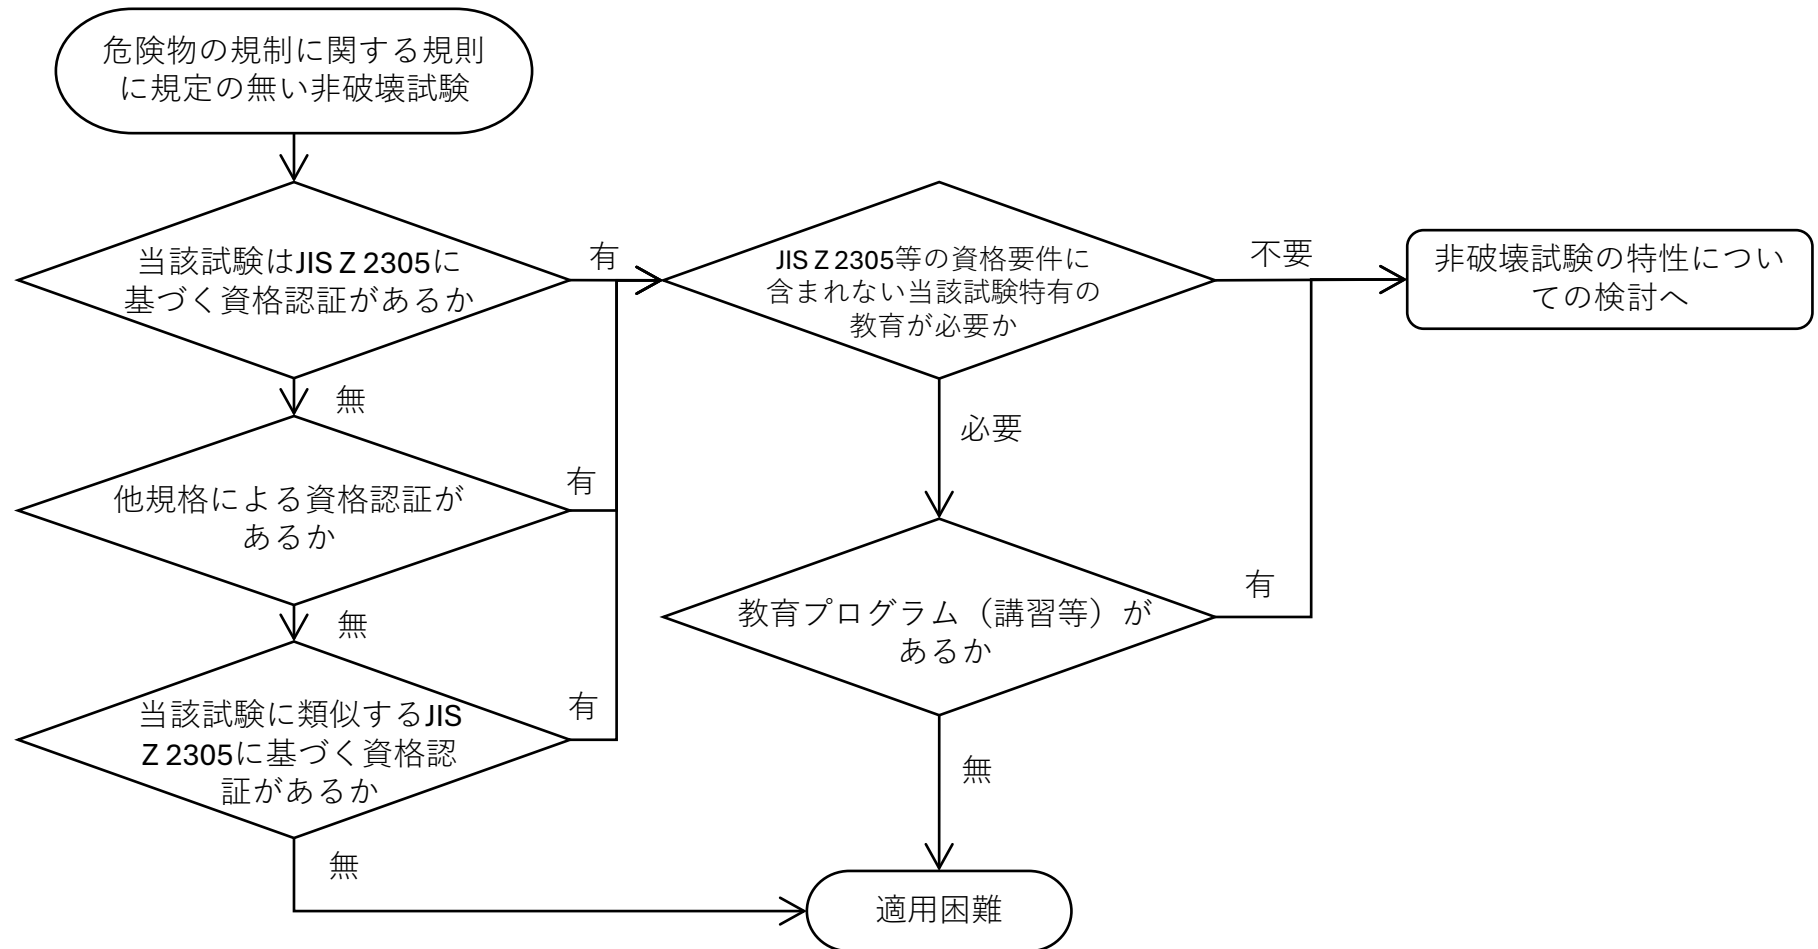 危険物の規制に関する規則
に規定の無い非破壊試験
当該試験はJIS Z 2305に
基づく資格認証があるか
有
無
他規格による資格認証が
あるか
有
無
当該試験に類似するJIS
Z 2305に基づく資格認
証があるか
有
無
JIS Z 2305等の資格要件に
含まれない当該試験特有の
教育が必要か
不要
必要
教育プログラム（講習等）が
あるか
有
無
非破壊試験の特性につい
ての検討へ
適用困難